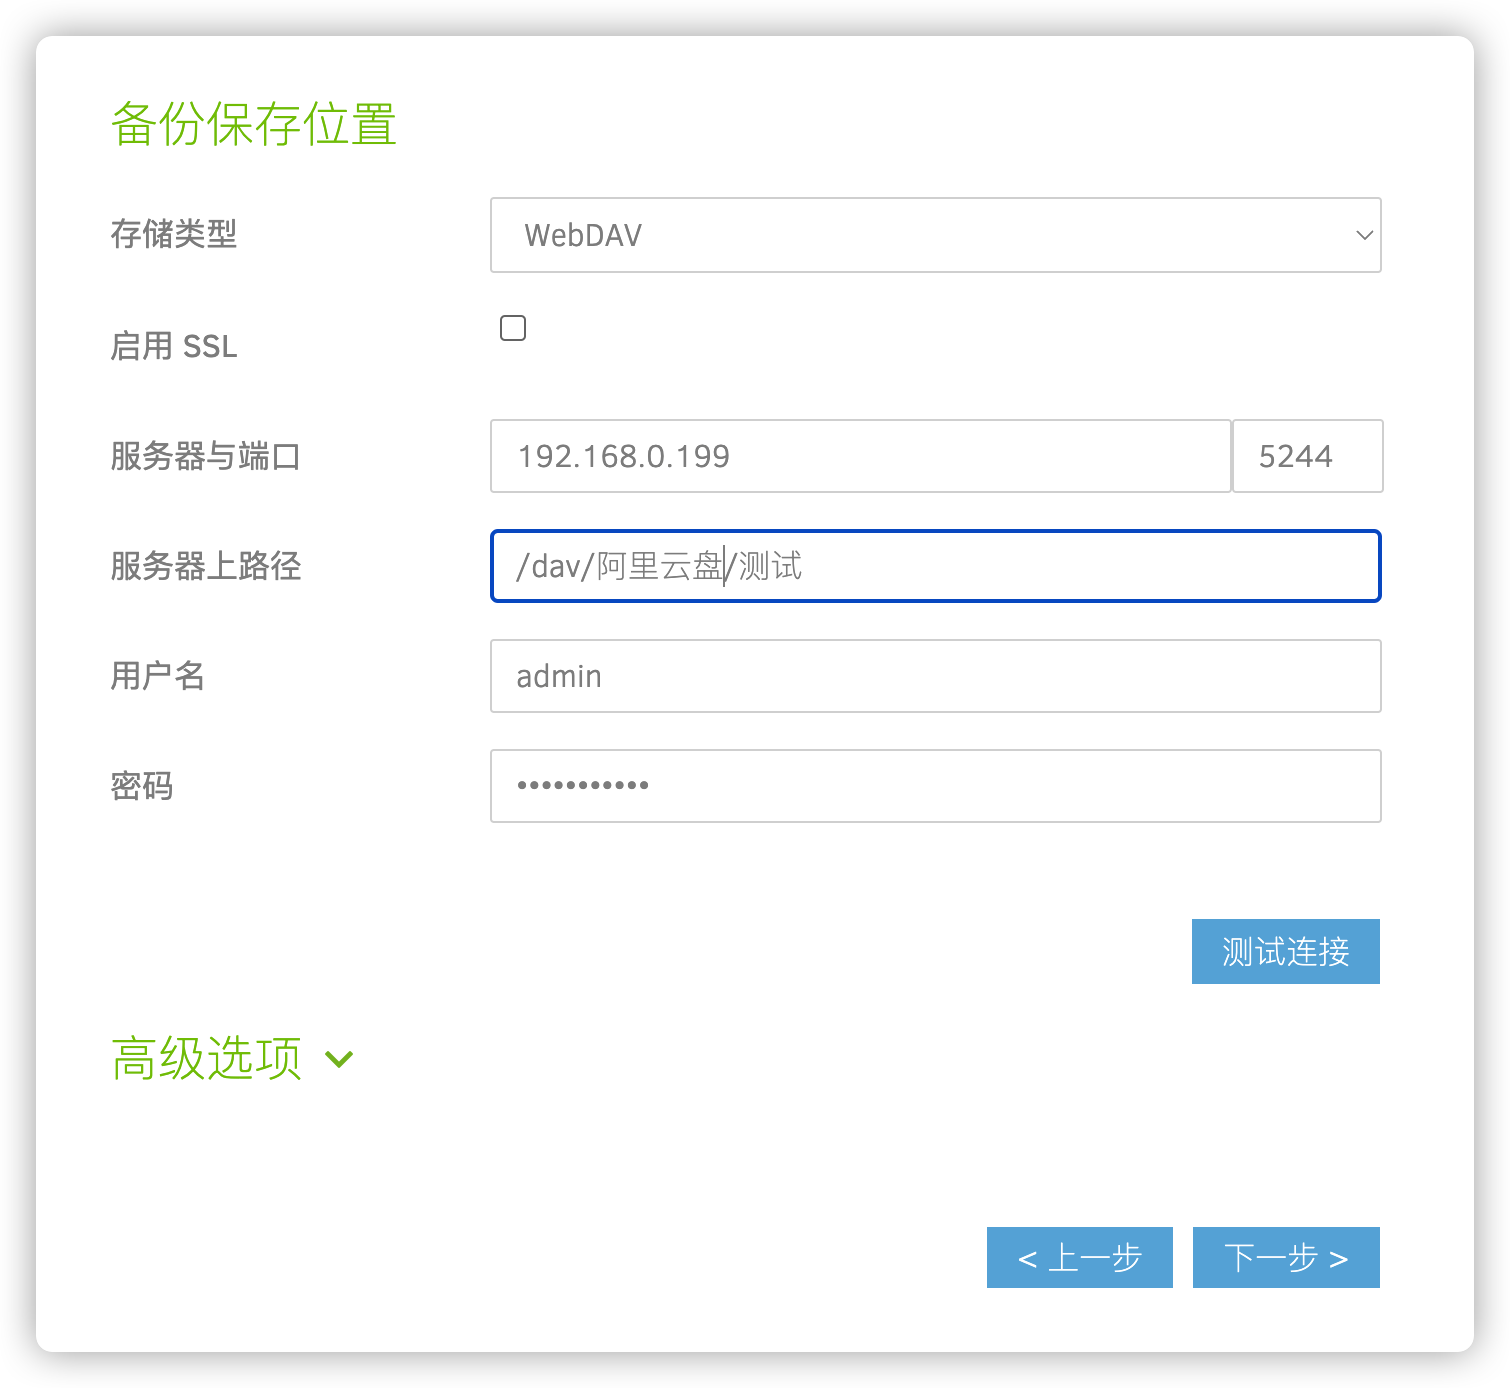 备份保存位置
存储类型
WebDAV
启用 SSL
服务器与端口
192.168.0.199
5244
服务器上路径
/dav/阿里云盘/测试
用户名
admin
密码
•••••••••••
测试连接
高级选项
< 上一步
下一步 >